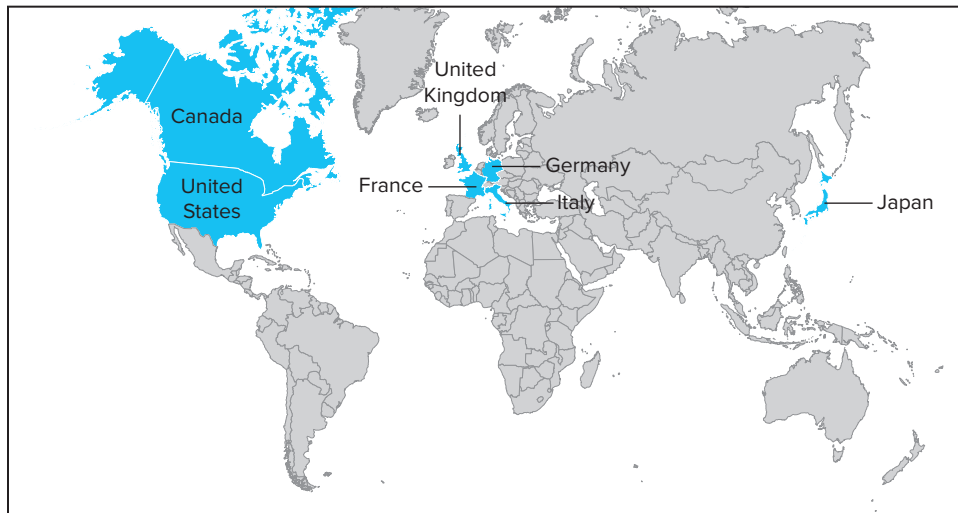 United
Kingdom
Canada
Germany
United
States
France
Italy
Japan